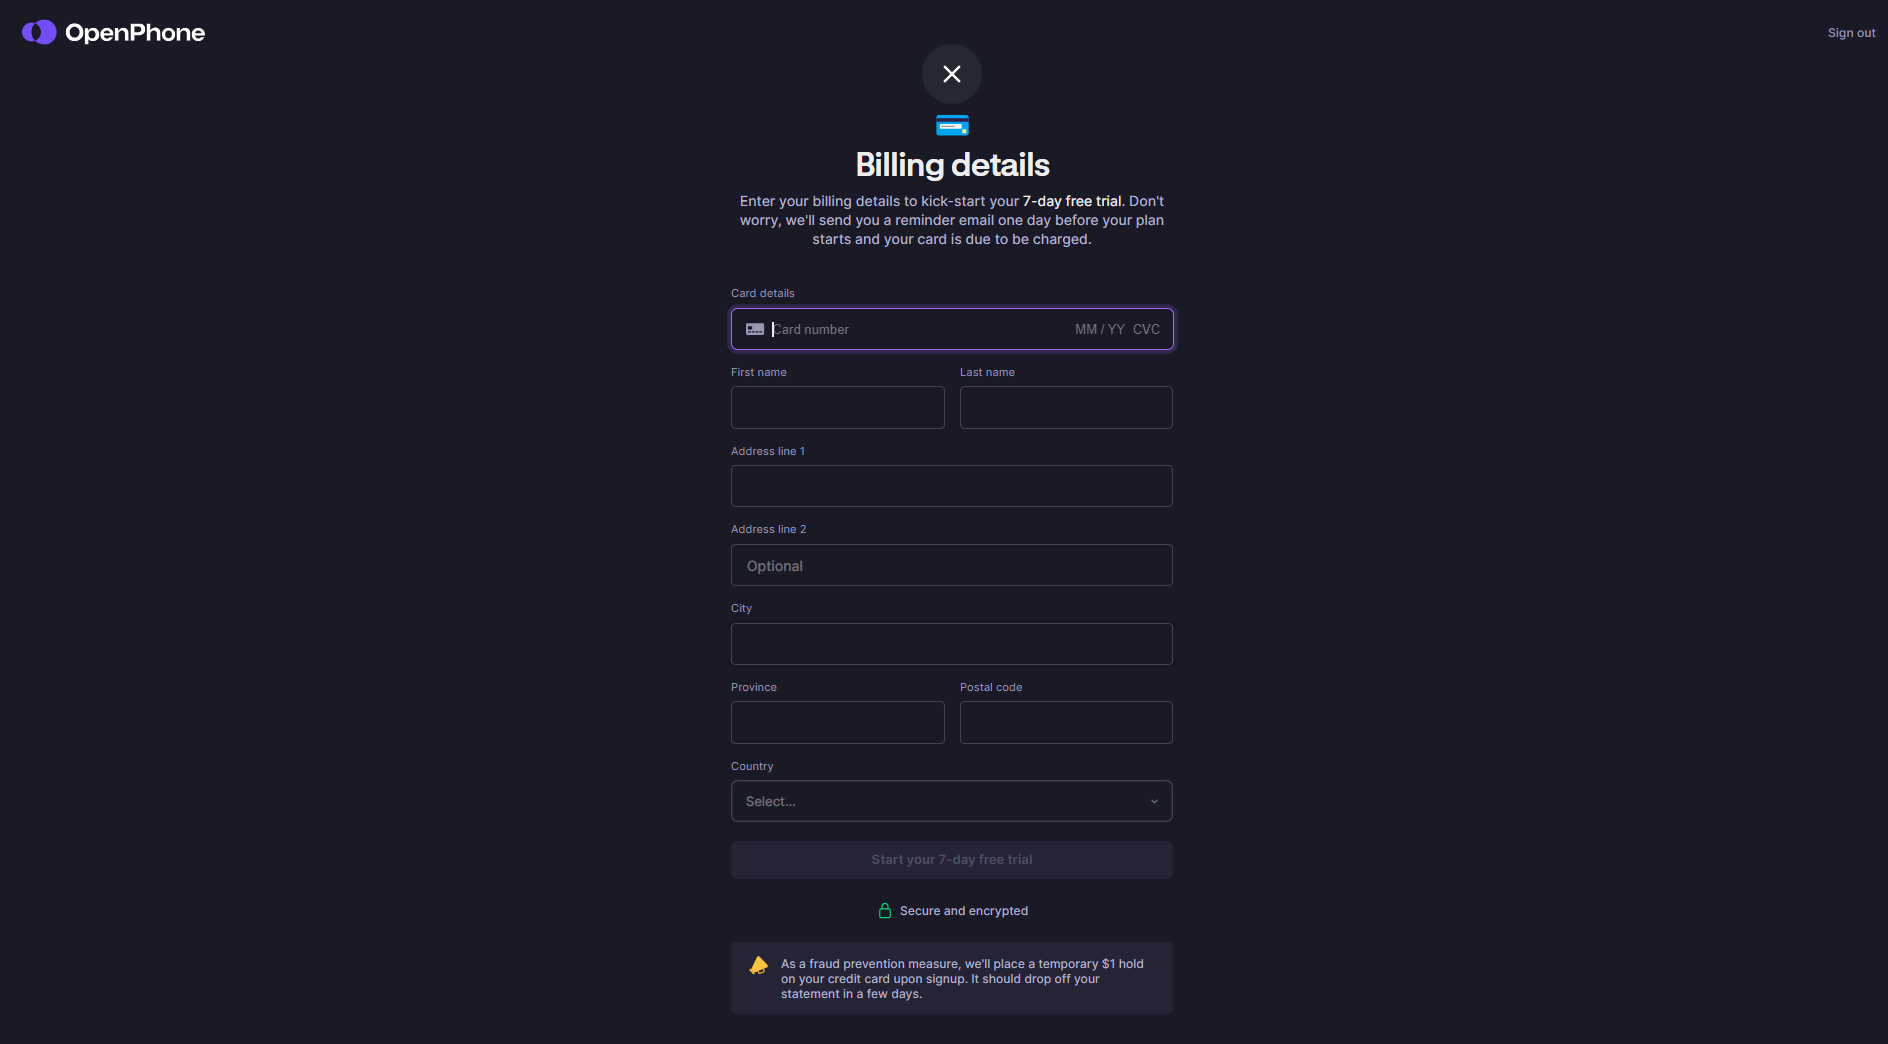 OpenPhone
Sign out
Billing details
Enter your billing details to kick-start your 7-day free trial. Don't
worry, we'll send you a reminder email one day before your plan
starts and your card is due to be charged.
Card details
Card number MM / YY CVC
First name Last name
Address line 1
Address line 2
Optional
City
Province Postal code
Country
Select...
Start your 7-day free trial
Secure and encrypted
As a fraud prevention measure, we'll place a temporary $1 hold
on your credit card upon signup. It should drop off your
statement in a few days.